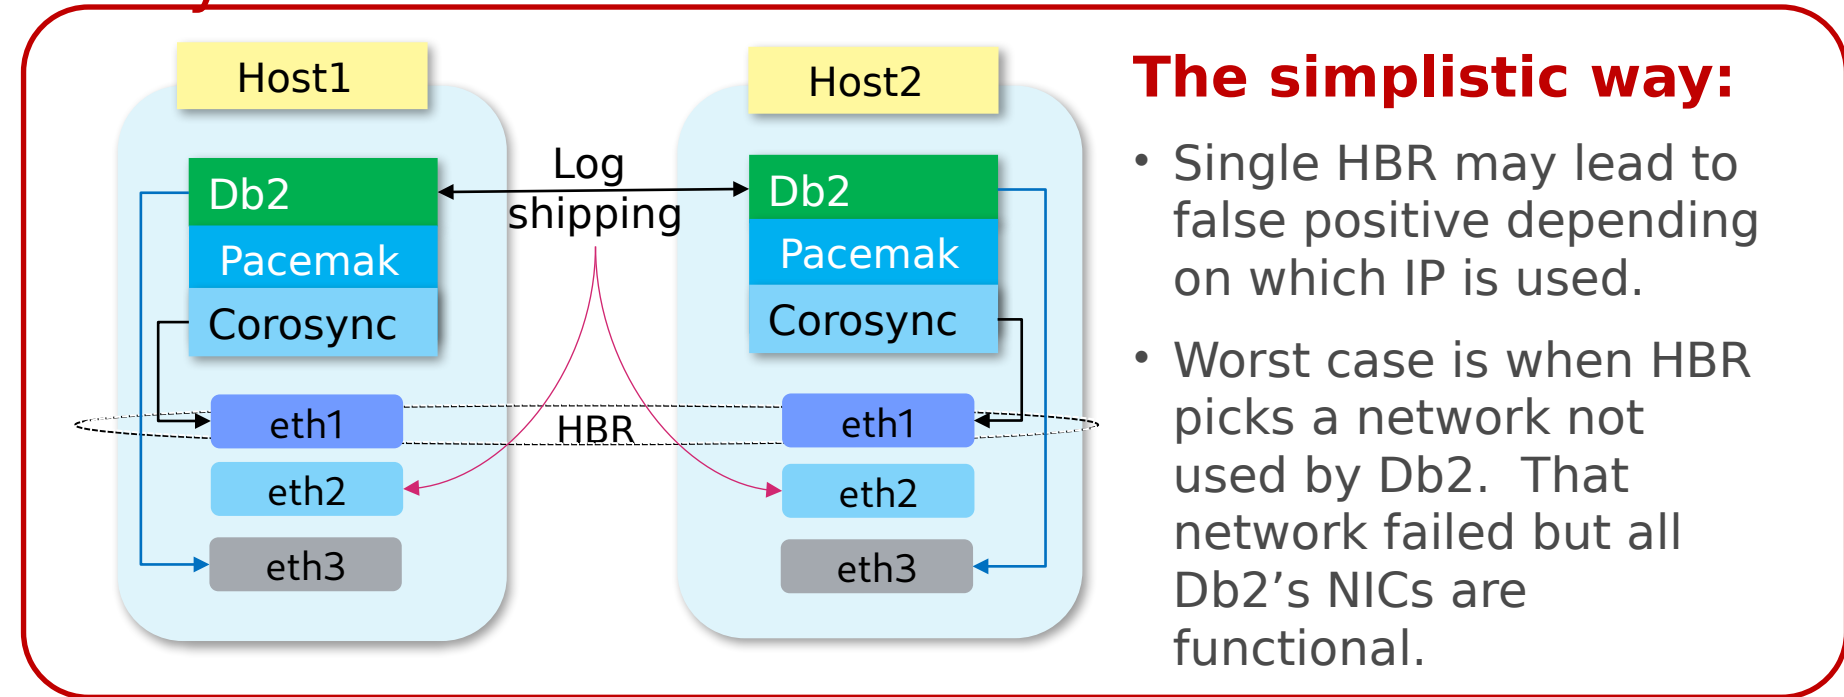 Host1
Host2
Db2
Pacemak
Corosync
Log
shipping
Db2
Pacemak
Corosync
eth1
HBR
eth1
eth2
eth2
eth3
eth3
The simplistic way:
• Single HBR may lead to
false positive depending
on which IP is used.
• Worst case is when HBR
picks a network not
used by Db2.  That
network failed but all
Db2’s NICs are
functional.